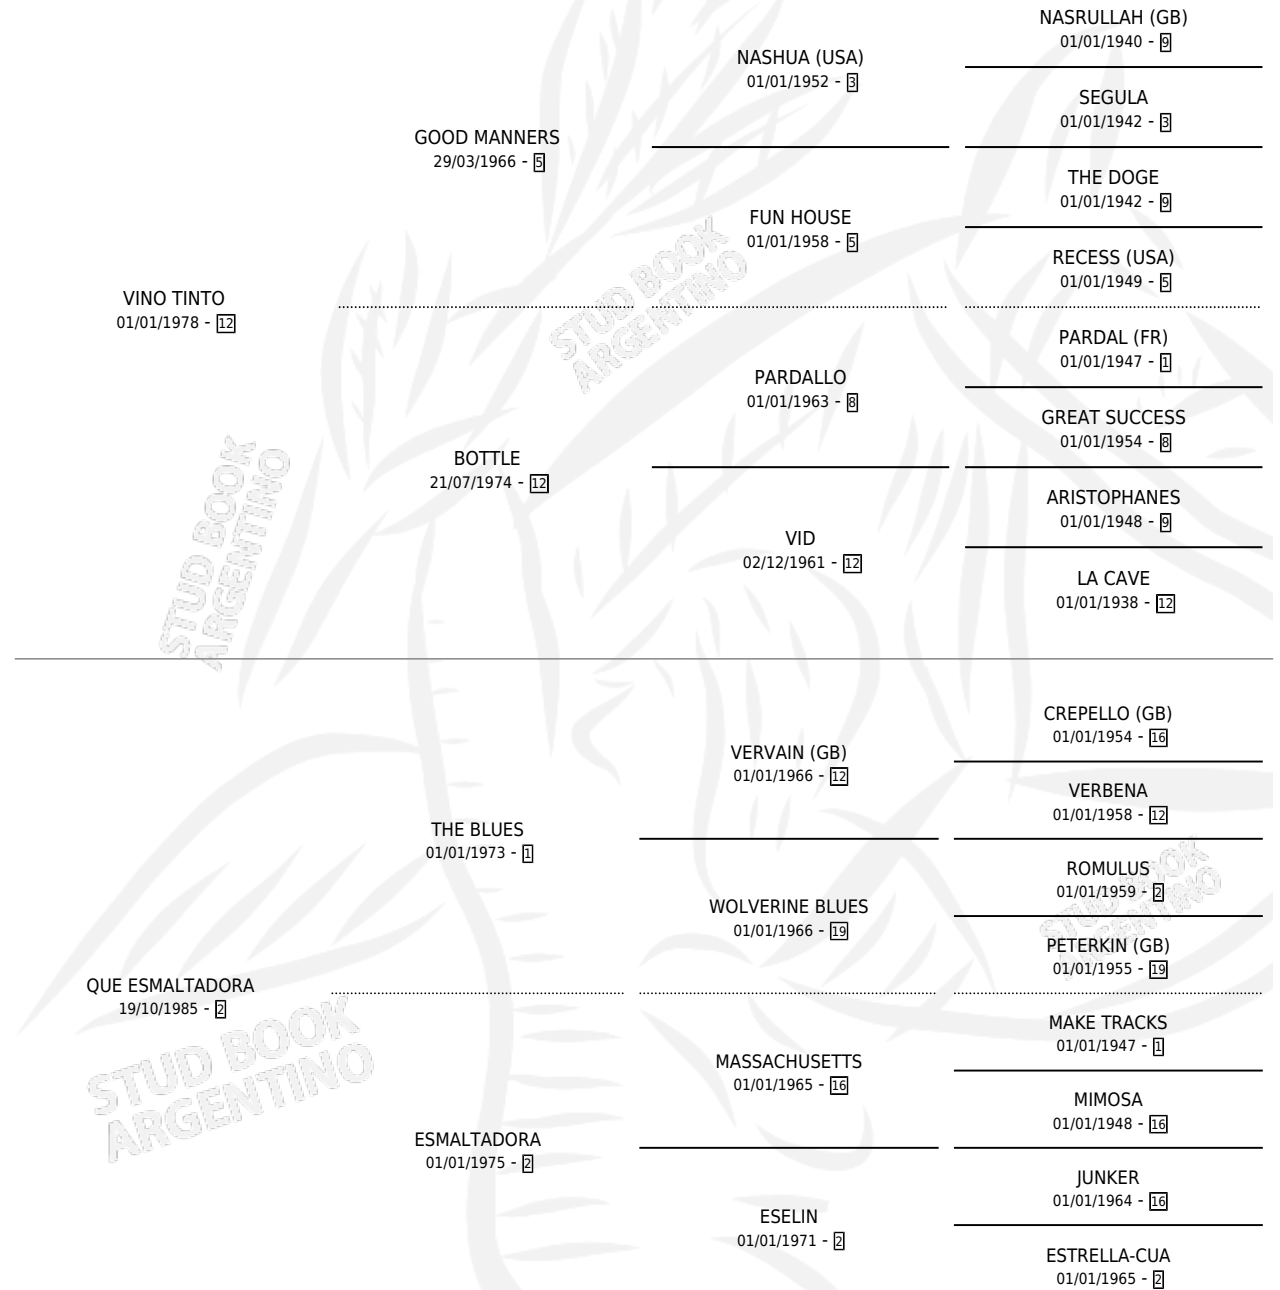 NASRULLAH (GB)
01/01/1940 - 9
NASHUA (USA)
01/01/1952 - 3
SEGULA
01/01/1942 - 3
GOOD MANNERS
29/03/1966 - 5
THE DOGE
01/01/1942 - 9
FUN HOUSE
01/01/1958 - 5
RECESS (USA)
01/01/1949 - 5
VINO TINTO
01/01/1978 - 12
PARDAL (FR)
01/01/1947 - 1
PARDALLO
01/01/1963 - 8
GREAT SUCCESS
01/01/1954 - 8
BOTTLE
21/07/1974 - 12
ARISTOPHANES
01/01/1948 - 9
VID
02/12/1961 - 12
LA CAVE
01/01/1938 - 12
STUD BOOK
ARGENTINO
STUD BOOK
ARGENTINO
CREPELLO (GB)
01/01/1954 - 16
VERVAIN (GB)
01/01/1966 - 12
VERBENA
01/01/1958 - 12
THE BLUES
01/01/1973 - 1
ROMULUS
01/01/1959 - 2
WOLVERINE BLUES
01/01/1966 - 19
PETERKIN (GB)
01/01/1955 - 19
QUE ESMALTADORA
19/10/1985 - 2
MAKE TRACKS
01/01/1947 - 1
MASSACHUSETTS
01/01/1965 - 16
MIMOSA
01/01/1948 - 16
ESMALTADORA
01/01/1975 - 2
JUNKER
01/01/1964 - 16
ESELIN
01/01/1971 - 2
ESTRELLA-CUA
01/01/1965 - 2
STUD BOOK
ARGENTINO
STUD BOOK
ARGENTINO